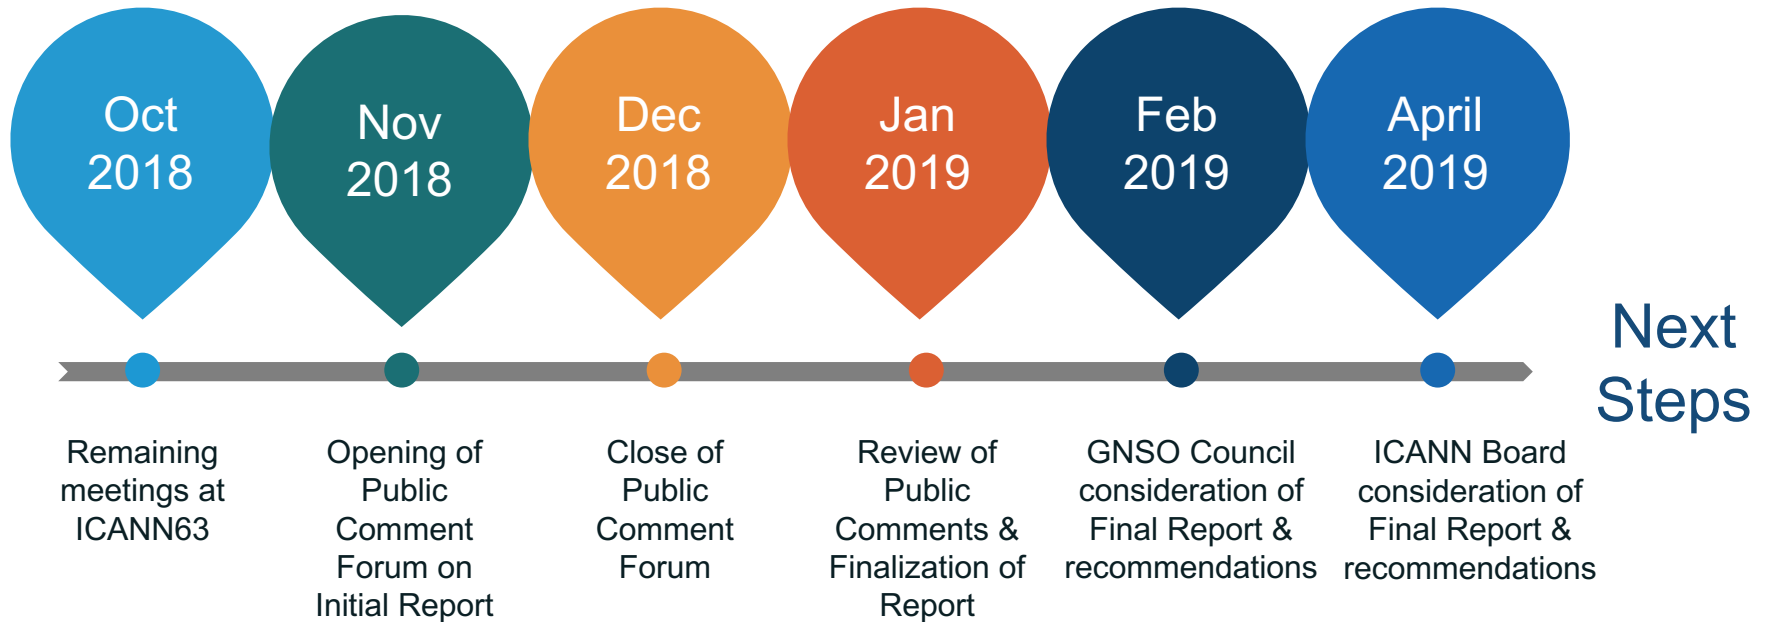 Oct
2018
Nov
2018
Dec
2018
Jan
2019
Feb
2019
April
2019
Next
Steps
Remaining
meetings at
ICANN63
Opening of
Public
Comment
Forum on
Initial Report
Close of
Public
Comment
Forum
Review of
Public
Comments &
Finalization of
Report
GNSO Council
consideration of
Final Report &
recommendations
ICANN Board
consideration of
Final Report &
recommendations